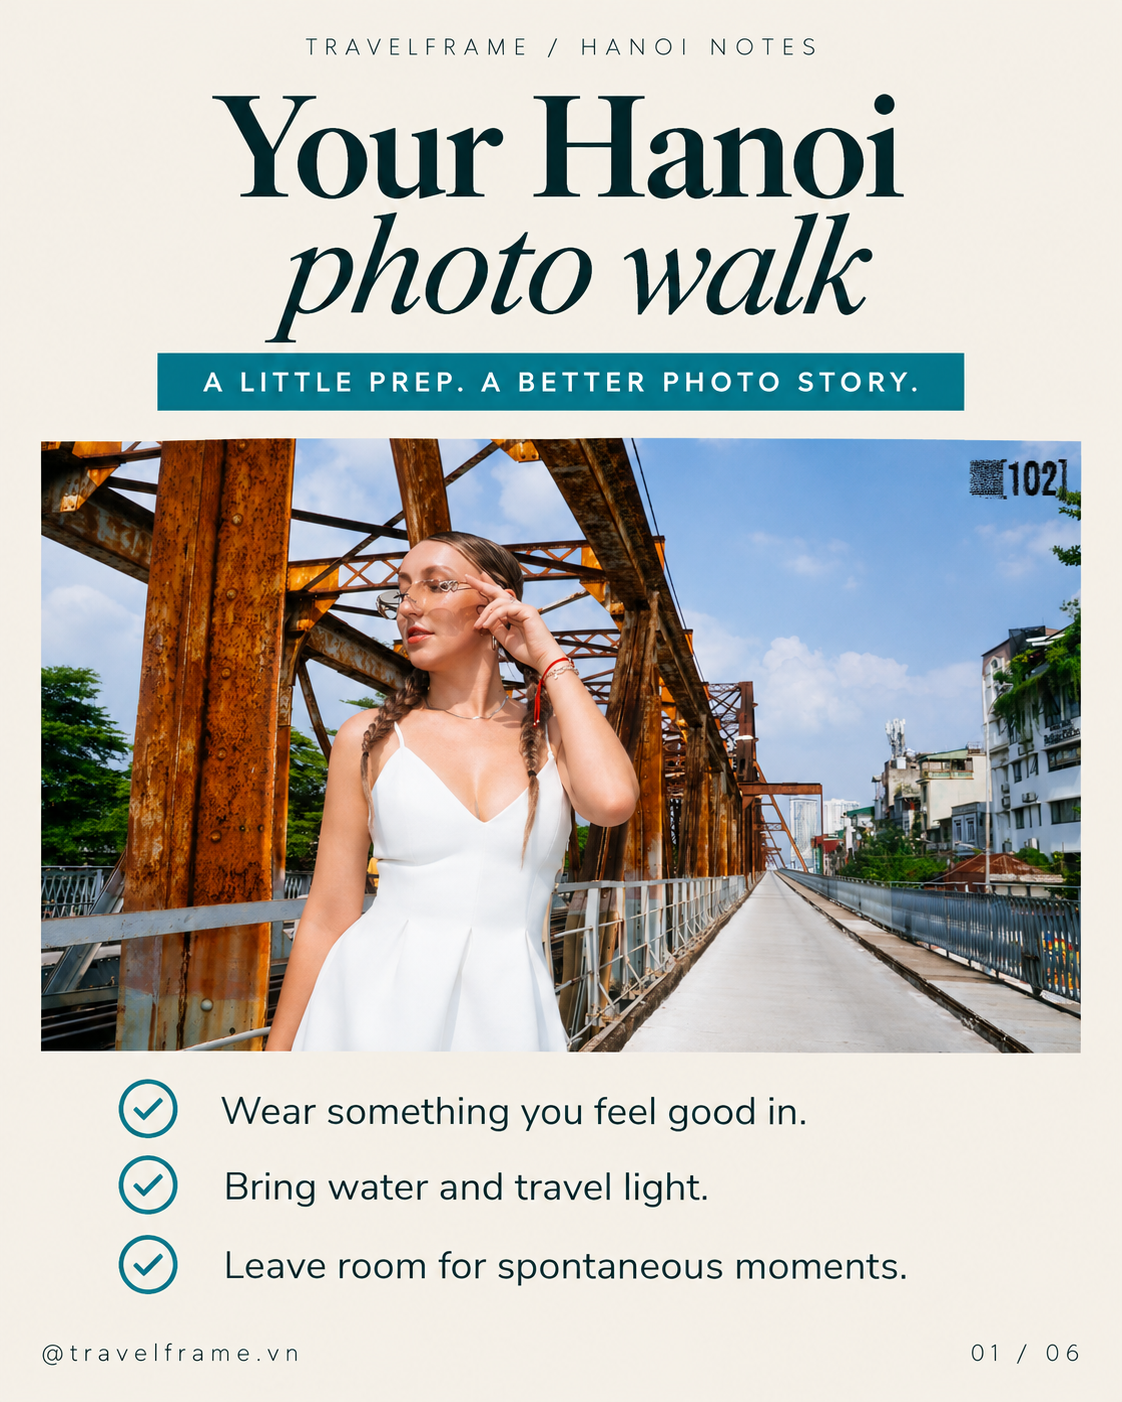 TRAVELFRAME / HANOI NOTES
Your Hanoi
photo walk
A LITTLE PREP. A BETTER PHOTO STORY.
[102]
Wear something you feel good in.
Bring water and travel light.
Leave room for spontaneous moments.
@travelframe.vn
01 / 06